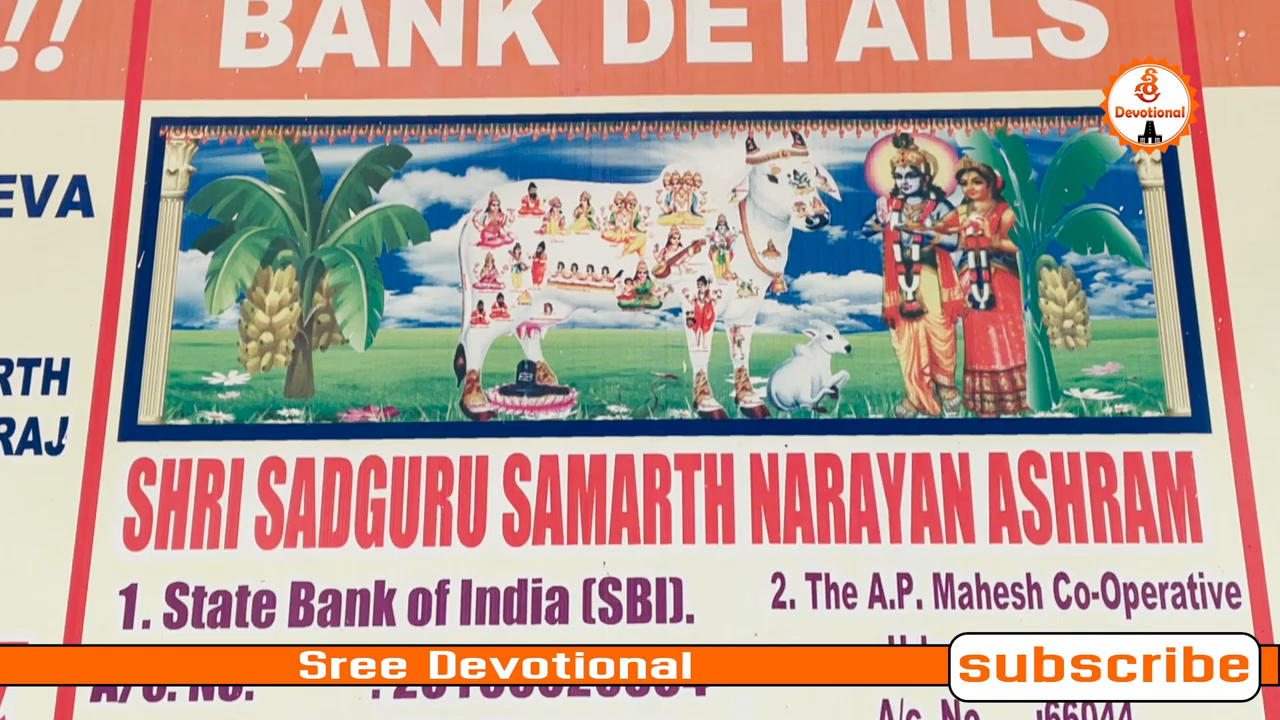 !!
BANK DETAILS
Devotional
EVA
RTH
RAJ
SHRI SADGURU SAMARTH NARAYAN ASHRAM
1. State Bank of India (SBI).
2. The A.P. Mahesh Co-Operative
Sree Devotional
subscribe
A/c. No. :
A/c. No